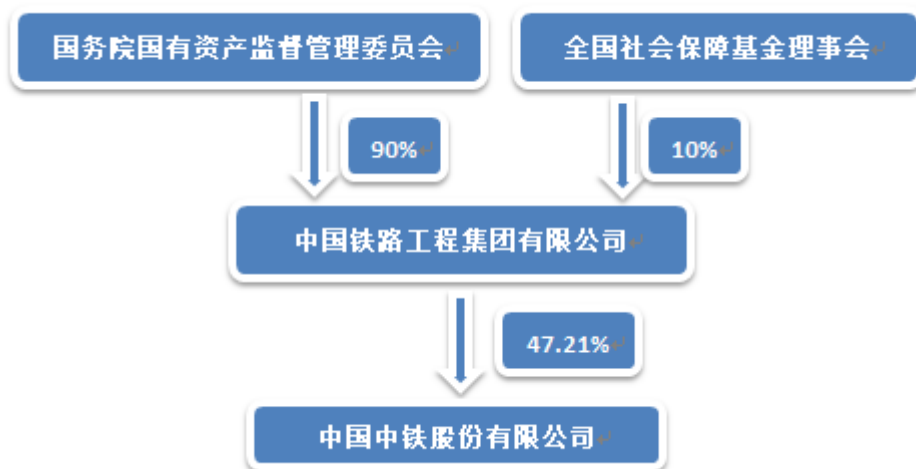 国务院国有资产监督管理委员会
全国社会保障基金理事会
90%
10%
中国铁路工程集团有限公司
47.21%
中国中铁股份有限公司